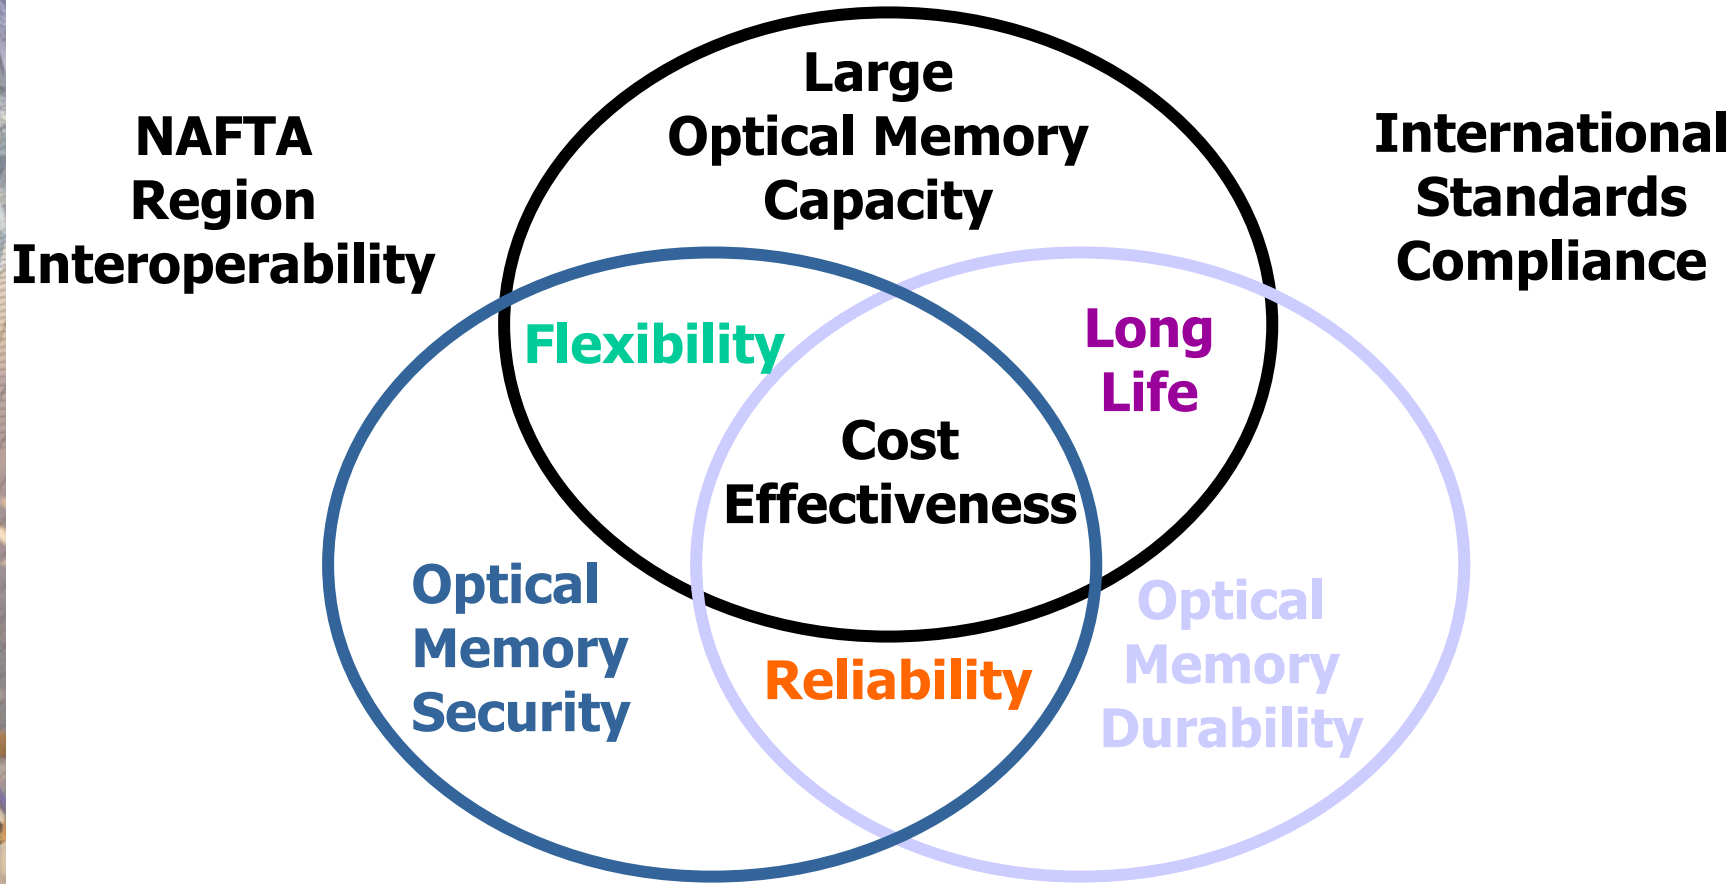 Large
Optical Memory
Capacity
NAFTA
Region
Interoperability
International
Standards
Compliance
Flexibility
Long
Life
Cost
Effectiveness
Optical
Memory
Security
Reliability
Optical
Memory
Durability